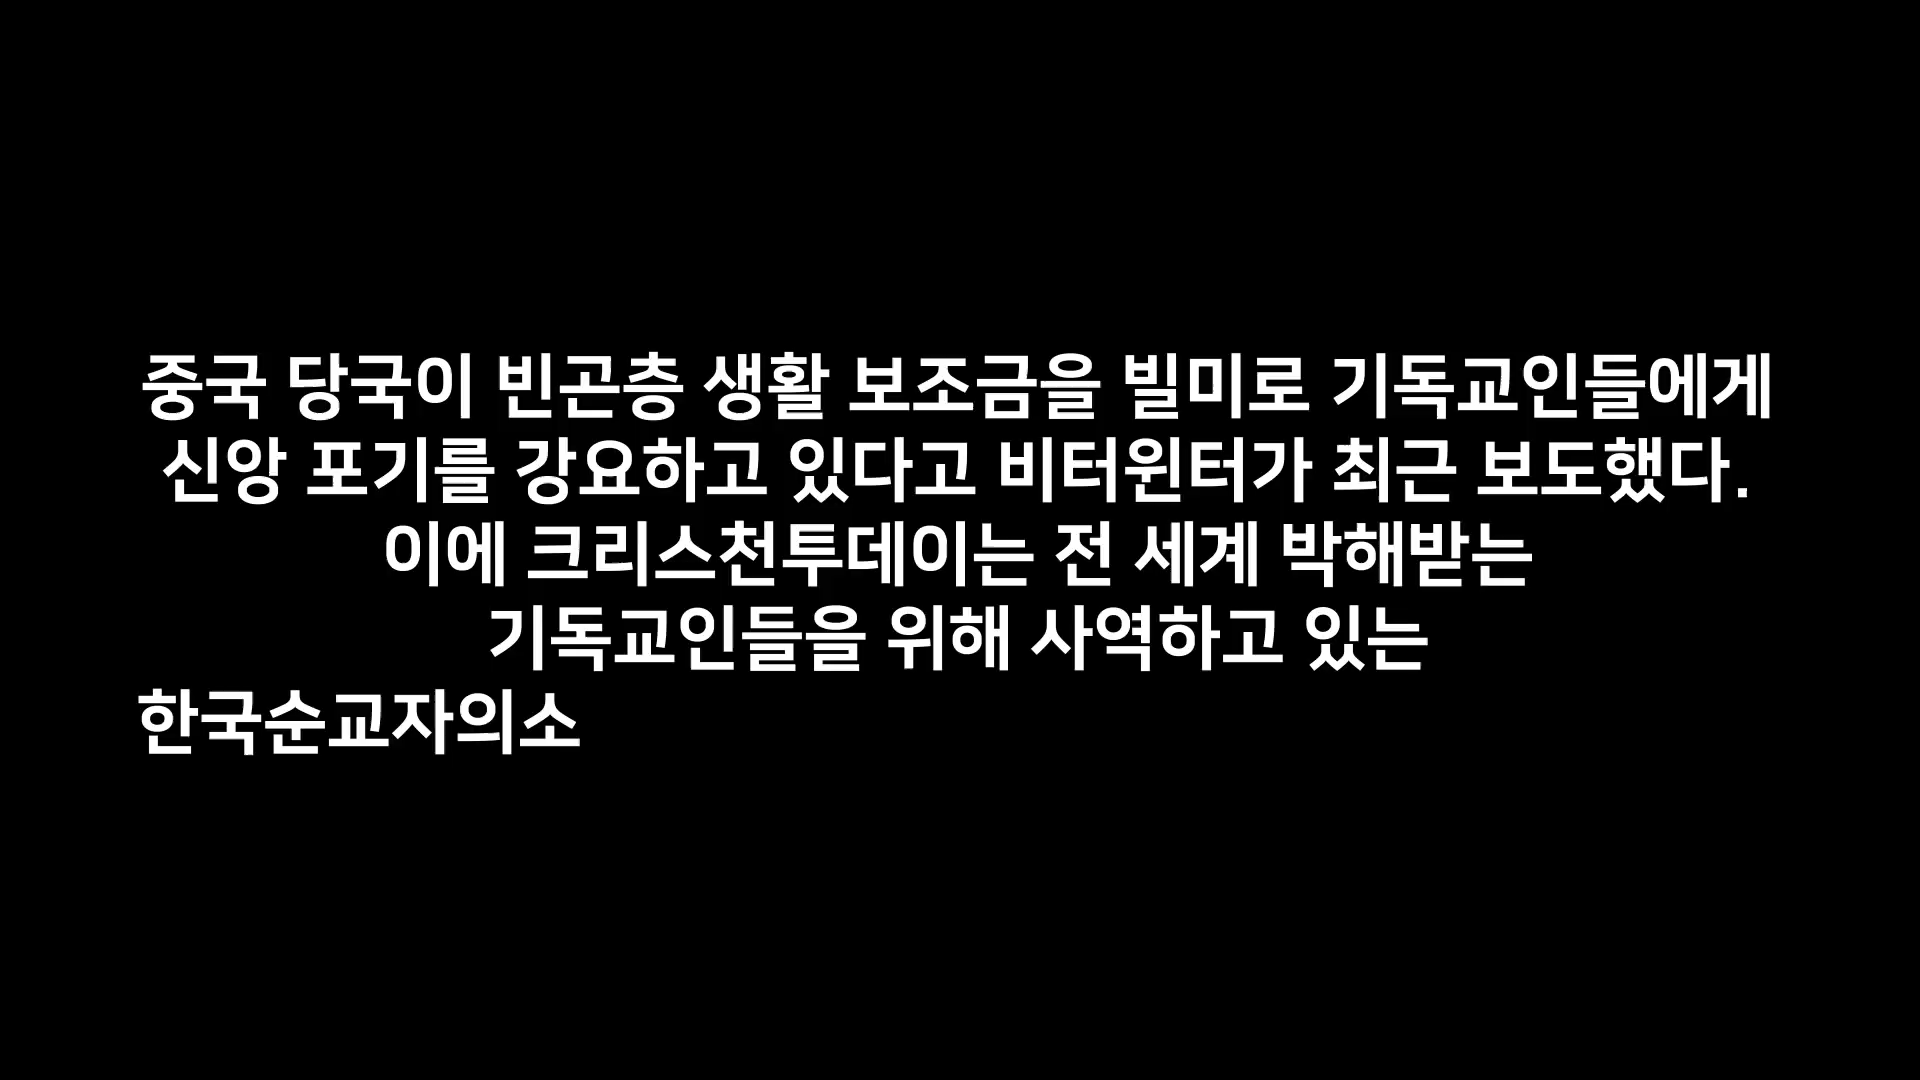 중국 당국이 빈곤층 생활 보조금을 빌미로 기독교인들에게
신앙 포기를 강요하고 있다고 비터윈터가 최근 보도했다.
이에 크리스천투데이는 전 세계 박해받는
기독교인들을 위해 사역하고 있는
한국순교자의소